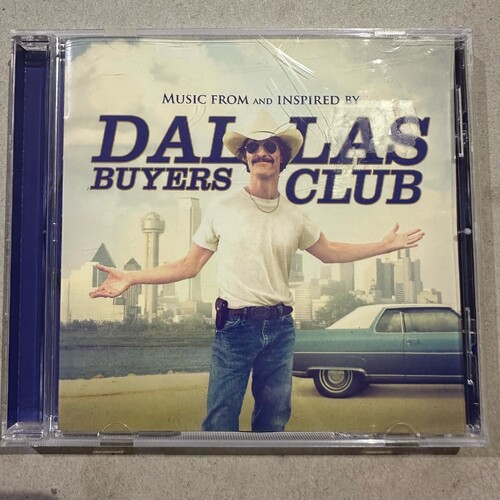 MUSIC FROM AND INSPIRED BY
DALLAS
BUYERS CLUB